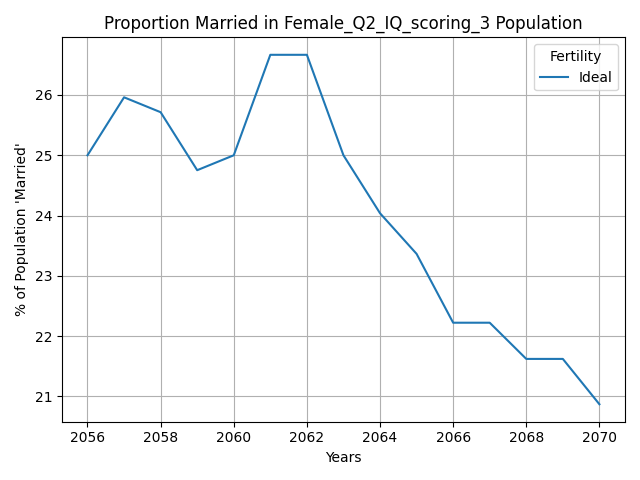 Proportion Married in Female_Q2_IQ_scoring_3 Population
Fertility
Ideal
% of Population 'Married'
26
25
24
23
22
21
2056 2058 2060 2062 2064 2066 2068 2070
Years